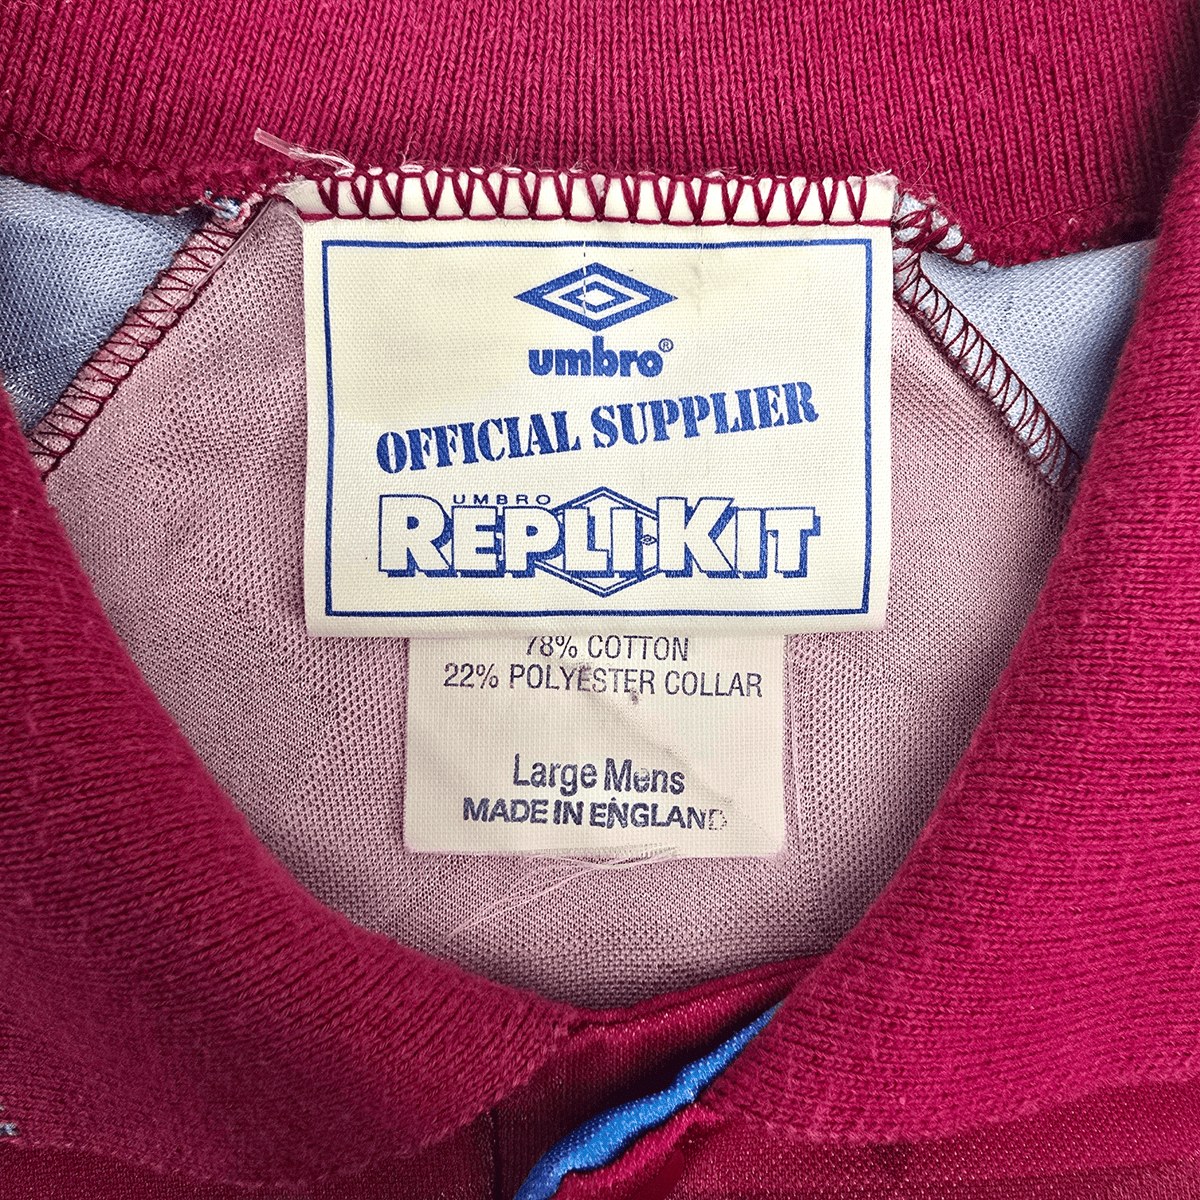 umbro®
OFFICIAL SUPPLIER
UMBRO
REPLI-KIT
78% COTTON
22% POLYESTER COLLAR
Large Mens
MADE IN ENGLAND